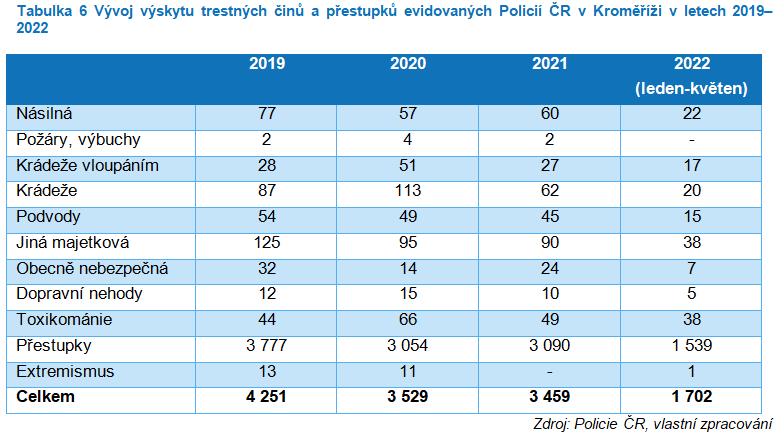 Tabulka 6 Vývoj výskytu trestných činů a přestupků evidovaných Policií ČR v Kroměříži v letech 2019–
2022
2019 2020 2021 2022
(leden-květen)
Násilná 77 57 60 22
Požáry, výbuchy 2 4 2 -
Krádeže vloupáním 28 51 27 17
Krádeže 87 113 62 20
Podvody 54 49 45 15
Jiná majetková 125 95 90 38
Obecně nebezpečná 32 14 24 7
Dopravní nehody 12 15 10 5
Toxikománie 44 66 49 38
Přestupky 3 777 3 054 3 090 1 539
Extremismus 13 11 - 1
Celkem 4 251 3 529 3 459 1 702
Zdroj: Policie ČR, vlastní zpracování